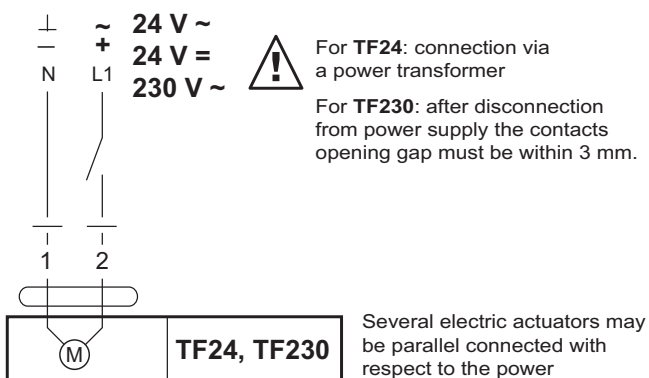 ⊥ ~ 24 V ~
– + 24 V =
N L1 230 V ~
!
For TF24: connection via
a power transformer
For TF230: after disconnection
from power supply the contacts
opening gap must be within 3 mm.
1 2
M
TF24, TF230
Several electric actuators may
be parallel connected with
respect to the power